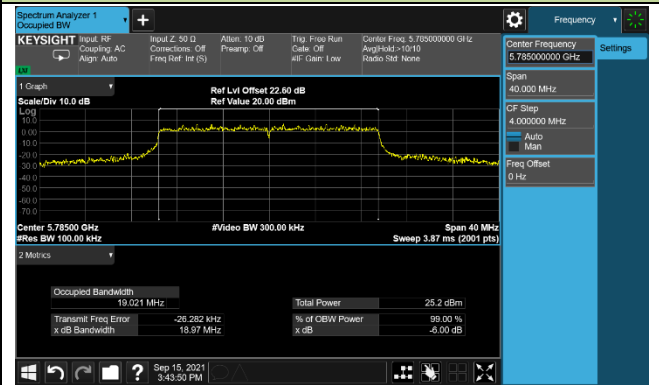 Spectrum Analyzer 1
Occupied BW
Frequency
KEYSIGHT
Input: RF
Coupling: AC
Align: Auto
Input Z: 50 Ω
Corrections: Off
Freq Ref: Int (S)
Atten: 10 dB
Preamp: Off
Trig: Free Run
Gate: Off
#IF Gain: Low
Center Freq: 5.785000000 GHz
Avg|Hold:>10/10
Radio Std: None
LXI
Center Frequency
5.785000000 GHz
Settings
Span
40.000 MHz
CF Step
4.000000 MHz
Auto
Man
Freq Offset
0 Hz
1 Graph
Scale/Div 10.0 dB
Ref Lvl Offset 22.60 dB
Ref Value 20.00 dBm
Log
10.0
0.00
-10.0
-20.0
-30.0
-40.0
-50.0
-60.0
-70.0
Center 5.78500 GHz
#Res BW 100.00 kHz
#Video BW 300.00 kHz
Span 40 MHz
Sweep 3.87 ms (2001 pts)
2 Metrics
Occupied Bandwidth
19.021 MHz
Total Power 25.2 dBm
Transmit Freq Error -26.282 kHz
% of OBW Power 99.00 %
x dB Bandwidth 18.97 MHz
x dB -6.00 dB
?
Sep 15, 2021
3:43:50 PM